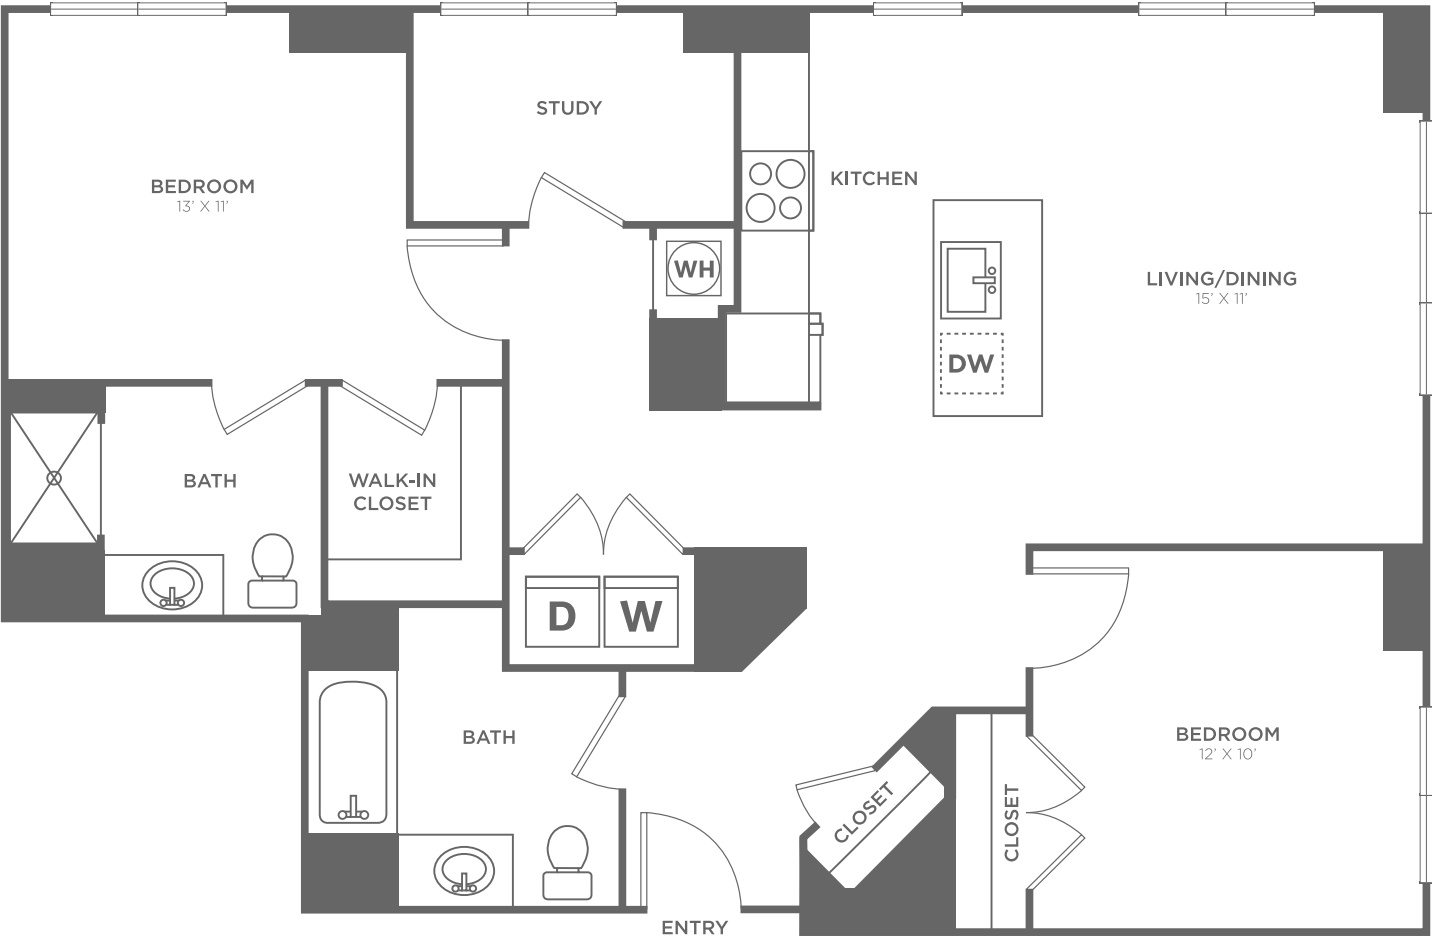 STUDY
BEDROOM
13' X 11'
KITCHEN
WH
LIVING/DINING
15' X 11'
DW
BATH
WALK-IN
CLOSET
D
W
BATH
BEDROOM
12' X 10'
CLOSET
CLOSET
ENTRY